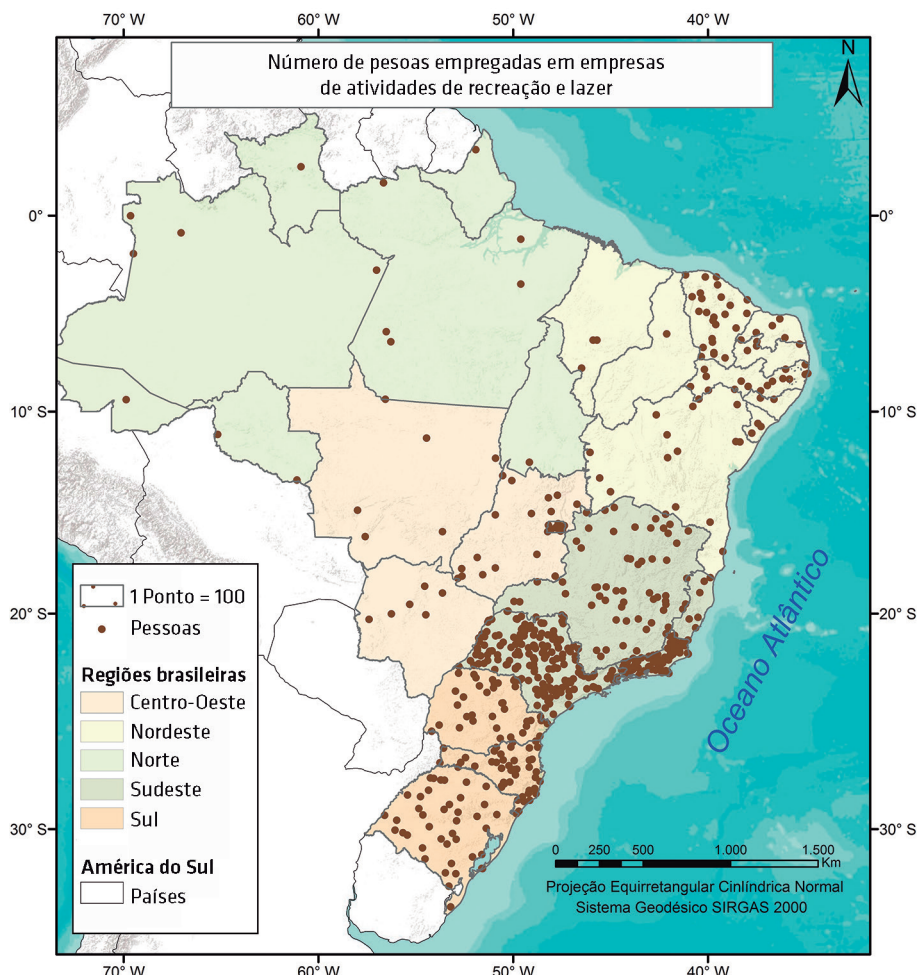 70° W 60° W 50° W 40° W
Número de pesoas empregadas em empresas
de atividades de recreação e lazer
N
0° 0°
10° S 10° S
20° S 20° S
30° S 30° S
1 Ponto = 100
Pessoas
Regiões brasileiras
Centro-Oeste
Nordeste
Norte
Sudeste
Sul
América do Sul
Países
Oceano Atlântico
0 250 500 1.000 1.500
Km
Projeção Equirretangular Cinlíndrica Normal
Sistema Geodésico SIRGAS 2000
70° W 60° W 50° W 40° W